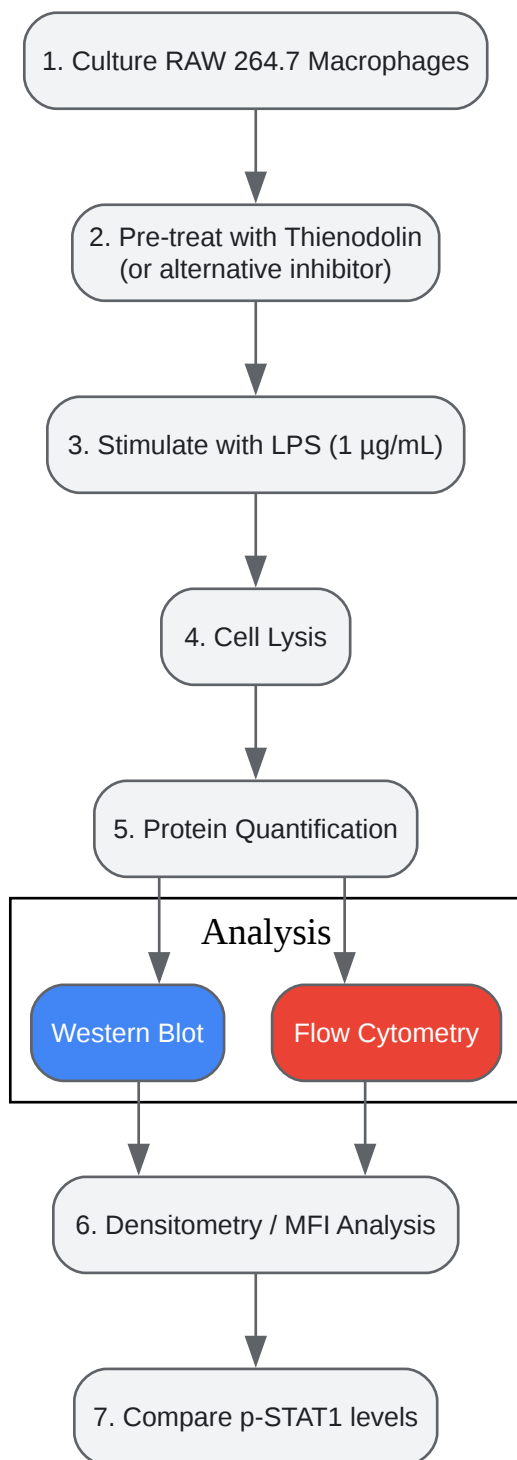 1. Culture RAW 264.7 Macrophages
2. Pre-treat with Thienodolin
(or alternative inhibitor)
3. Stimulate with LPS (1 µg/mL)
4. Cell Lysis
5. Protein Quantification
Analysis
Western Blot
Flow Cytometry
6. Densitometry / MFI Analysis
7. Compare p-STAT1 levels